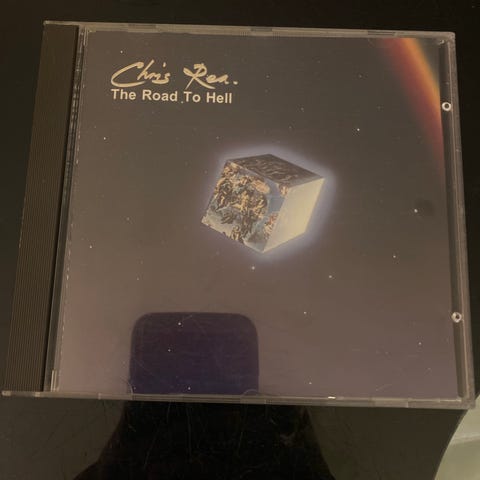 Chris Rea.
The Road To Hell